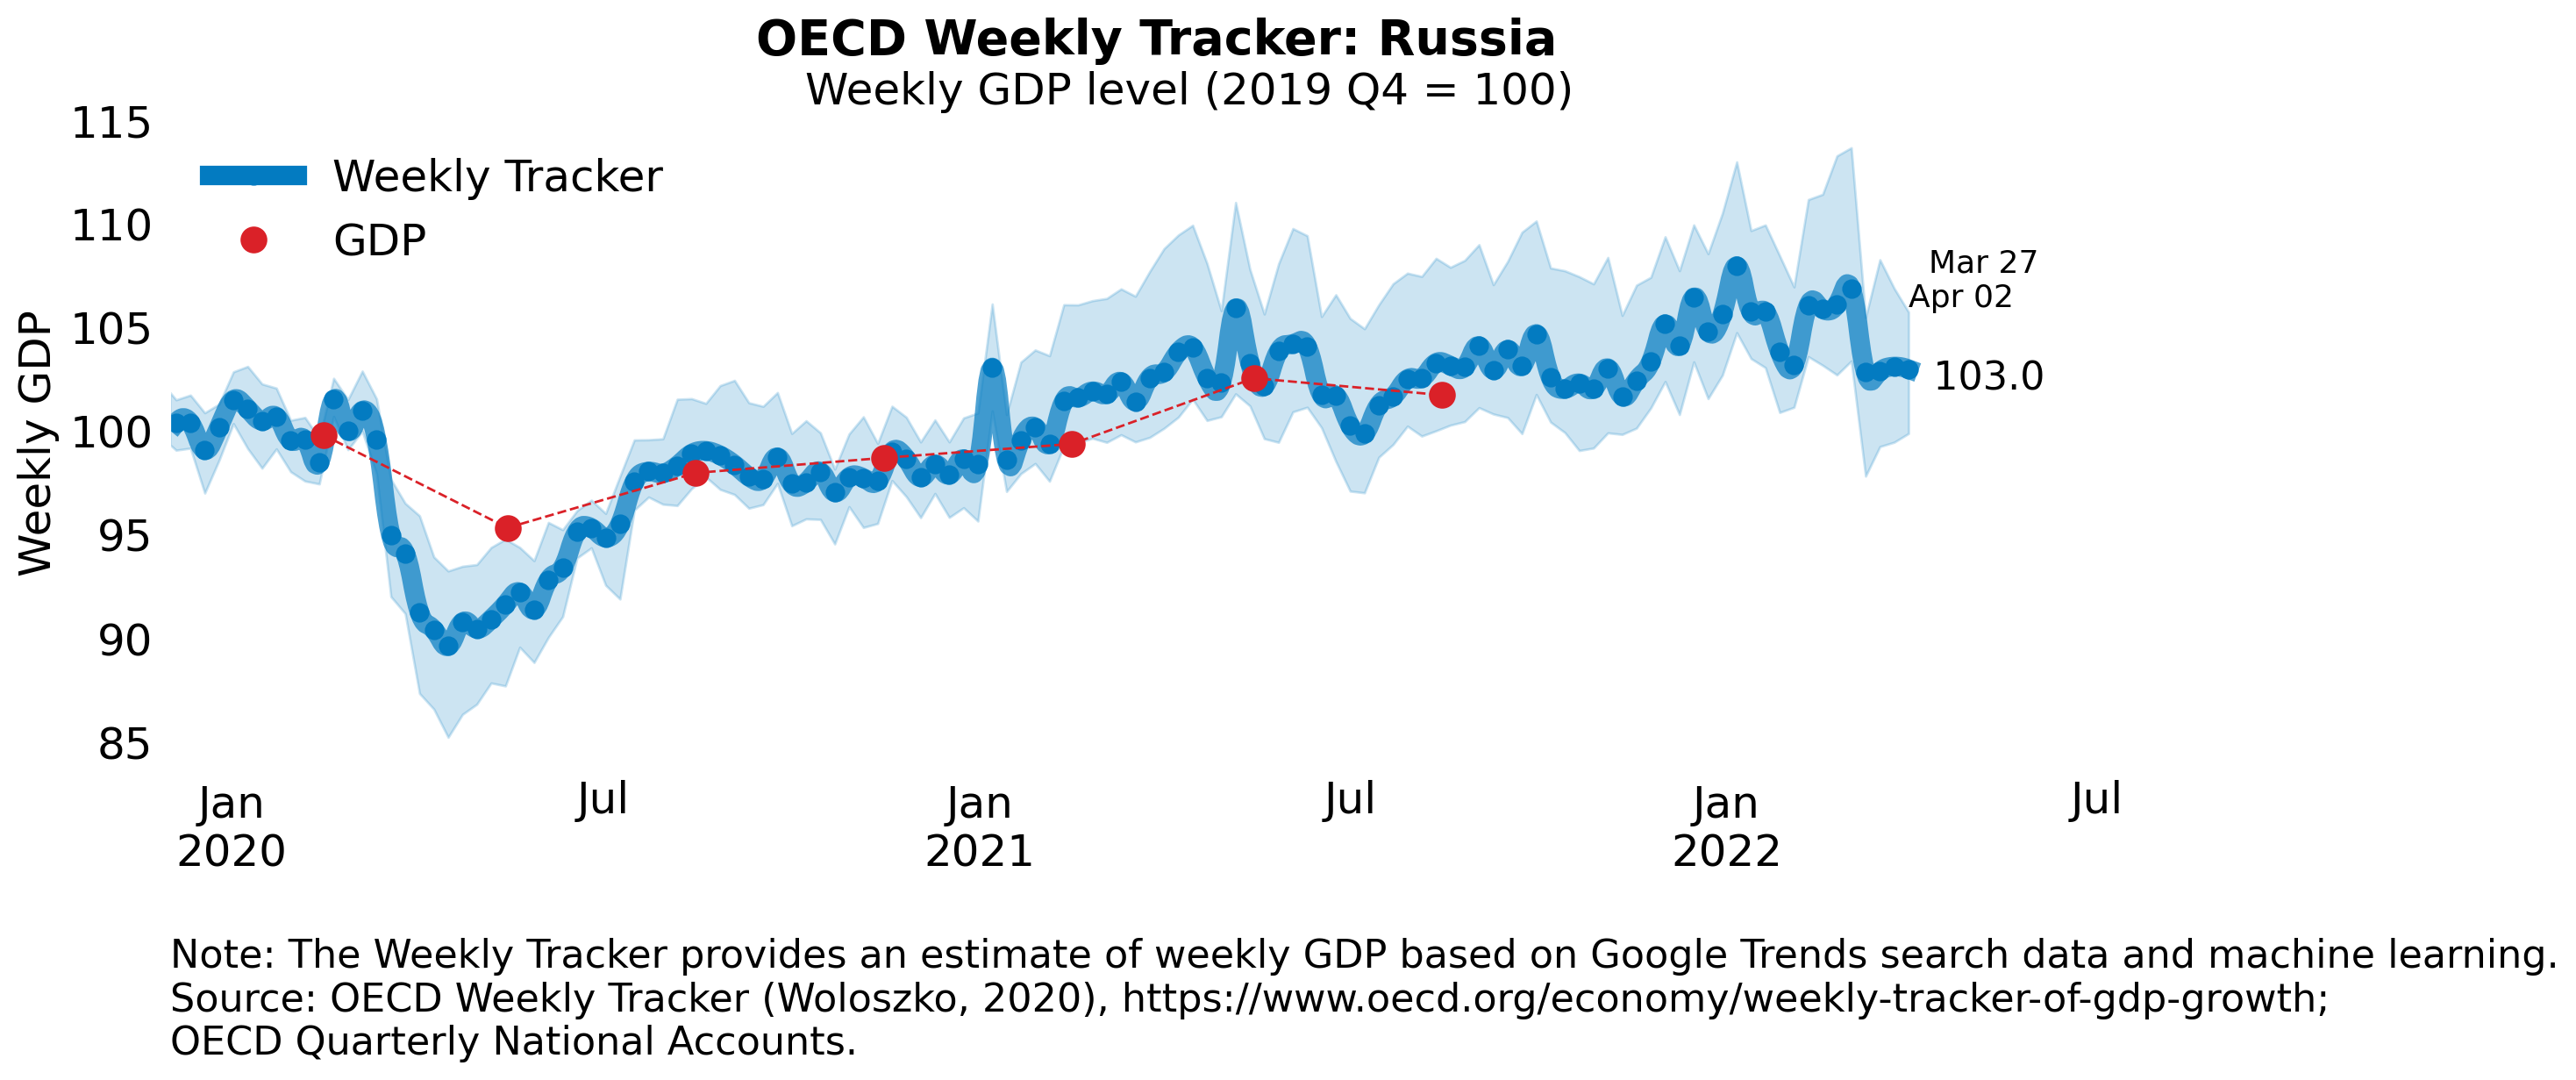 OECD Weekly Tracker: Russia
Weekly GDP level (2019 Q4 = 100)
115
110
105
100
95
90
85
Weekly GDP
Weekly Tracker
GDP
Mar 27
Apr 02
103.0
Jan
2020
Jul
Jan
2021
Jul
Jan
2022
Jul
Note: The Weekly Tracker provides an estimate of weekly GDP based on Google Trends search data and machine learning.
Source: OECD Weekly Tracker (Woloszko, 2020), https://www.oecd.org/economy/weekly-tracker-of-gdp-growth;
OECD Quarterly National Accounts.